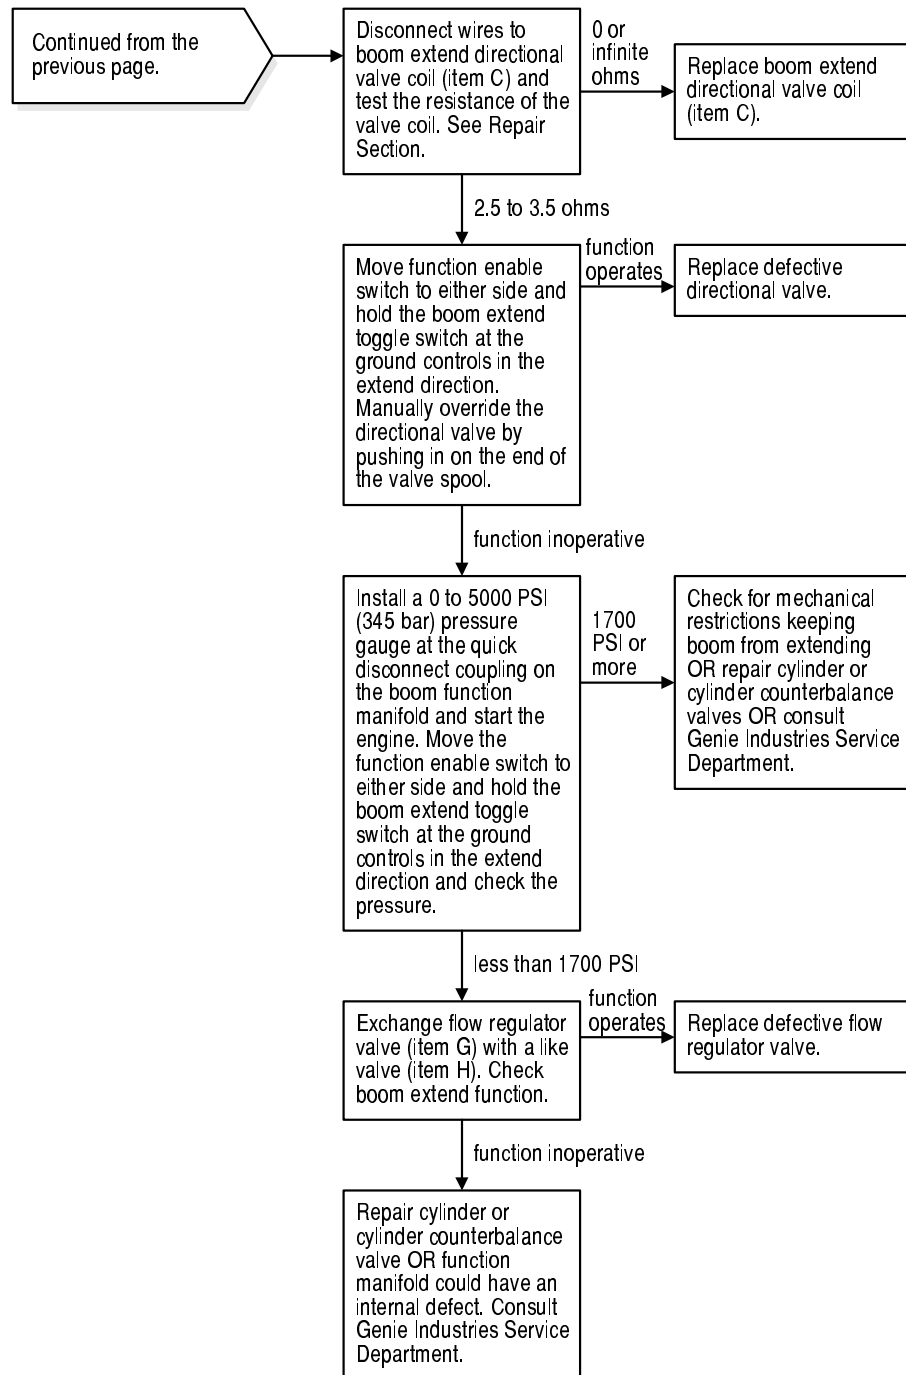 Continued from the
previous page.
Disconnect wires to
boom extend directional
valve coil (item C) and
test the resistance of the
valve coil. See Repair
Section.
0 or
infinite
ohms
Replace boom extend
directional valve coil
(item C).
2.5 to 3.5 ohms
Move function enable
switch to either side and
hold the boom extend
toggle switch at the
ground controls in the
extend direction.
Manually override the
directional valve by
pushing in on the end of
the valve spool.
function
operates
Replace defective
directional valve.
function inoperative
Install a 0 to 5000 PSI
(345 bar) pressure
gauge at the quick
disconnect coupling on
the boom function
manifold and start the
engine. Move the
function enable switch to
either side and hold the
boom extend toggle
switch at the ground
controls in the extend
direction and check the
pressure.
1700
PSI or
more
Check for mechanical
restrictions keeping
boom from extending
OR repair cylinder or
cylinder counterbalance
valves OR consult
Genie Industries Service
Department.
less than 1700 PSI
Exchange flow regulator
valve (item G) with a like
valve (item H). Check
boom extend function.
function
operates
Replace defective flow
regulator valve.
function inoperative
Repair cylinder or
cylinder counterbalance
valve OR function
manifold could have an
internal defect. Consult
Genie Industries Service
Department.